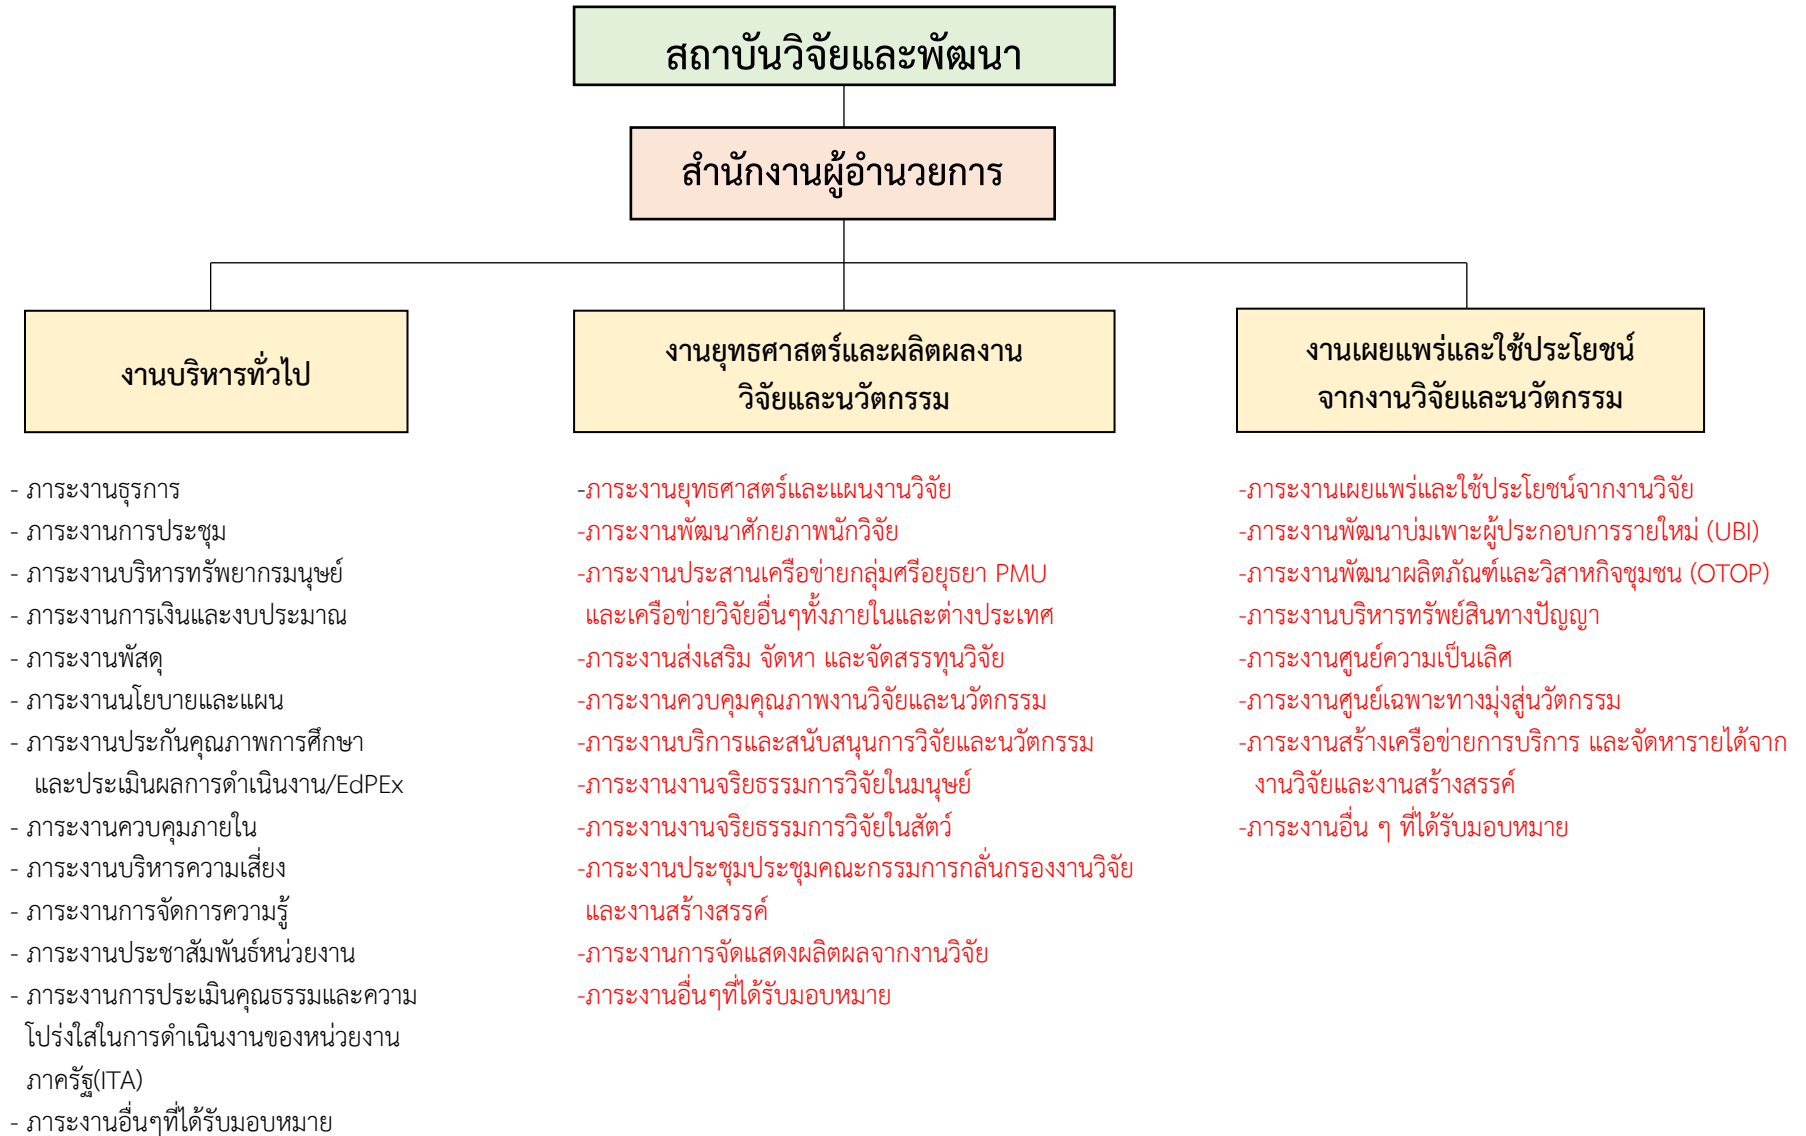 สถาบันวิจัยและพัฒนา
สำนักงานผู้อำนวยการ
งานบริหารทั่วไป
- ภาระงานธุรการ
- ภาระงานการประชุม
- ภาระงานบริหารทรัพยากรมนุษย์
- ภาระงานการเงินและงบประมาณ
- ภาระงานพัสดุ
- ภาระงานนโยบายและแผน
- ภาระงานประกันคุณภาพการศึกษา
และประเมินผลการดำเนินงาน/EdPEx
- ภาระงานควบคุมภายใน
- ภาระงานบริหารความเสี่ยง
- ภาระงานการจัดการความรู้
- ภาระงานประชาสัมพันธ์หน่วยงาน
- ภาระงานการประเมินคุณธรรมและความ
โปร่งใสในการดำเนินงานของหน่วยงาน
ภาครัฐ(ITA)
- ภาระงานอื่นๆที่ได้รับมอบหมาย
งานยุทธศาสตร์และผลิตผลงาน
วิจัยและนวัตกรรม
-ภาระงานยุทธศาสตร์และแผนงานวิจัย
-ภาระงานพัฒนาศักยภาพนักวิจัย
-ภาระงานประสานเครือข่ายกลุ่มศรีอยุธยา PMU
และเครือข่ายวิจัยอื่นๆทั้งภายในและต่างประเทศ
-ภาระงานส่งเสริม จัดหา และจัดสรรทุนวิจัย
-ภาระงานควบคุมคุณภาพงานวิจัยและนวัตกรรม
-ภาระงานบริการและสนับสนุนการวิจัยและนวัตกรรม
-ภาระงานงานจริยธรรมการวิจัยในมนุษย์
-ภาระงานงานจริยธรรมการวิจัยในสัตว์
-ภาระงานประชุมประชุมคณะกรรมการกลั่นกรองงานวิจัย
และงานสร้างสรรค์
-ภาระงานการจัดแสดงผลิตผลจากงานวิจัย
-ภาระงานอื่นๆที่ได้รับมอบหมาย
งานเผยแพร่และใช้ประโยชน์
จากงานวิจัยและนวัตกรรม
-ภาระงานเผยแพร่และใช้ประโยชน์จากงานวิจัย
-ภาระงานพัฒนาบ่มเพาะผู้ประกอบการรายใหม่ (UBI)
-ภาระงานพัฒนาผลิตภัณฑ์และวิสาหกิจชุมชน (OTOP)
-ภาระงานบริหารทรัพย์สินทางปัญญา
-ภาระงานศูนย์ความเป็นเลิศ
-ภาระงานศูนย์เฉพาะทางมุ่งสู่นวัตกรรม
-ภาระงานสร้างเครือข่ายการบริการ และจัดหารายได้จาก
งานวิจัยและงานสร้างสรรค์
-ภาระงานอื่น ๆ ที่ได้รับมอบหมาย